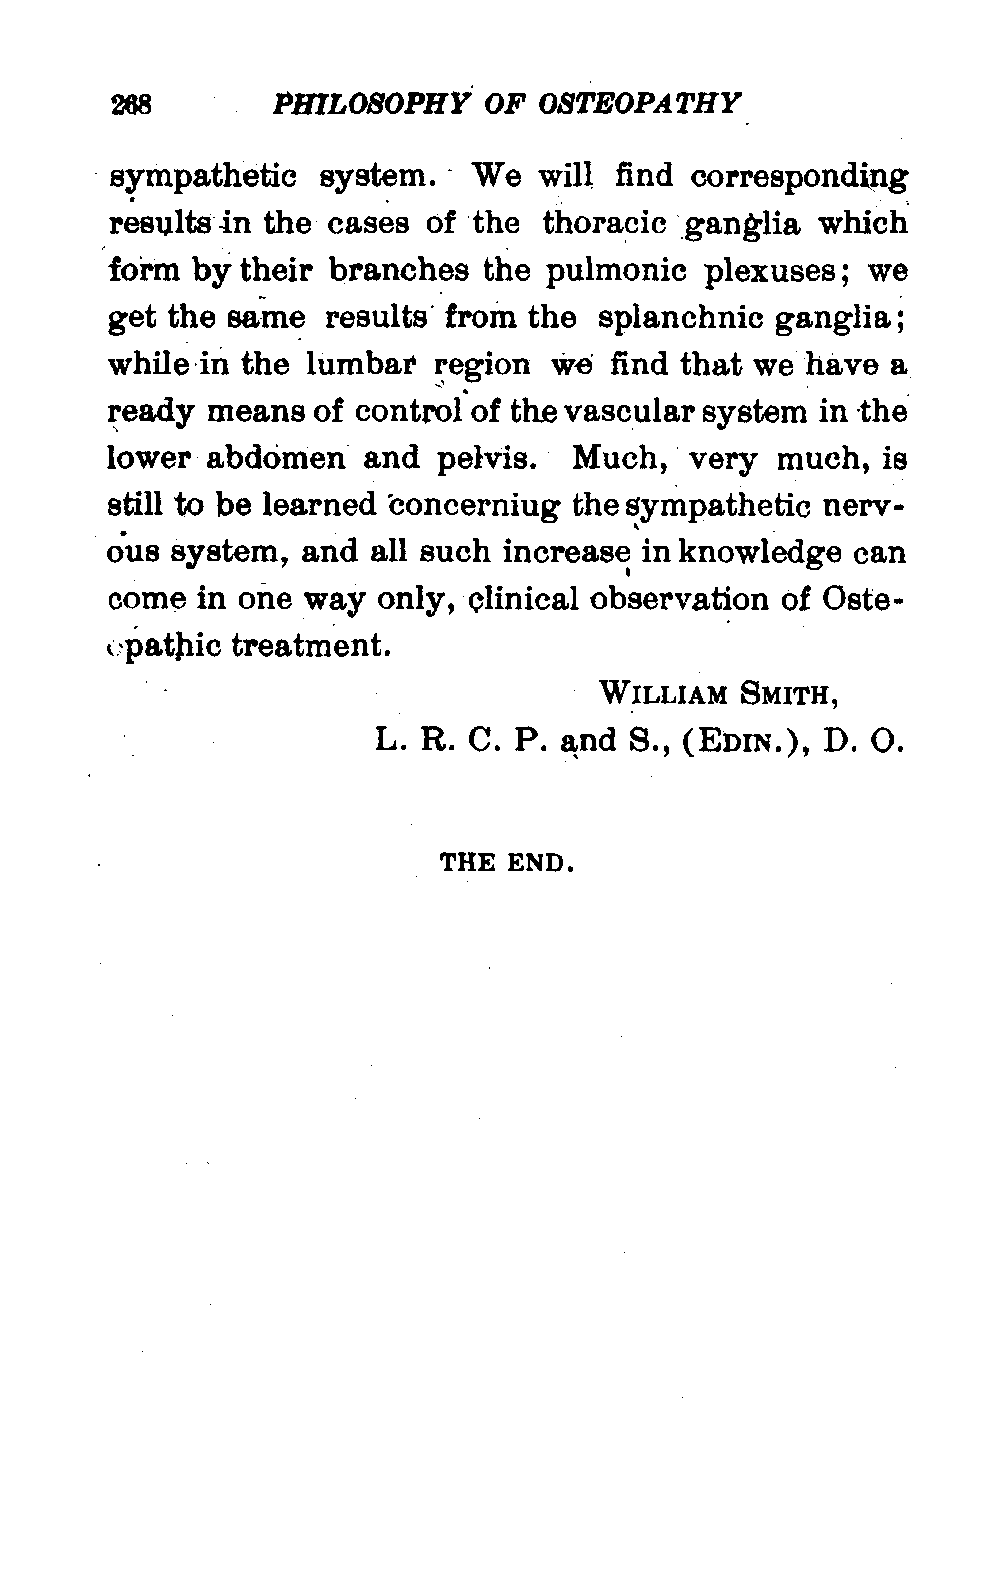 268 PHILOSOPHY OF OSTEOPATHY
sympathetic system. We will find corresponding
results in the cases of the thoracic ganglia which
form by their branches the pulmonic plexuses; we
get the same results from the splanchnic ganglia;
while in the lumbar region we find that we have a
ready means of control of the vascular system in the
lower abdomen and pelvis. Much, very much, is
still to be learned concerniug the sympathetic nerv-
ous system, and all such increase in knowledge can
come in one way only, clinical observation of Oste-
opathic treatment.
WILLIAM SMITH,
L. R. C. P. and S., (EDIN.), D. O.
THE END.